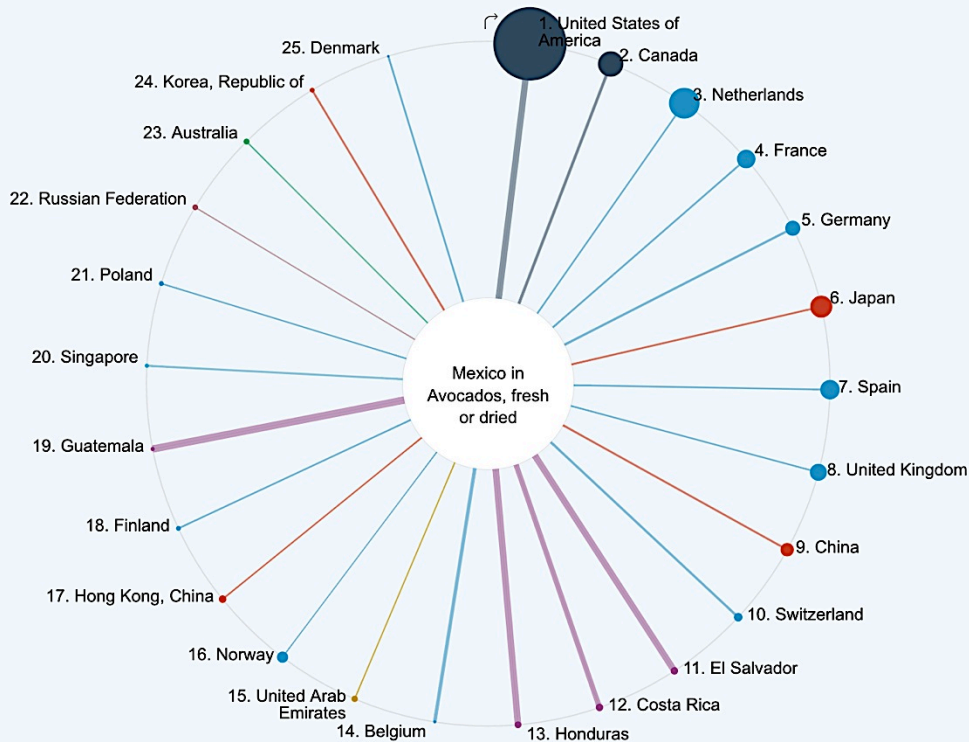 1. United States of
America
2. Canada
3. Netherlands
4. France
5. Germany
6. Japan
7. Spain
8. United Kingdom
9. China
10. Switzerland
11. El Salvador
12. Costa Rica
13. Honduras
14. Belgium
15. United Arab
Emirates
16. Norway
17. Hong Kong, China
18. Finland
19. Guatemala
20. Singapore
21. Poland
22. Russian Federation
23. Australia
24. Korea, Republic of
25. Denmark
Mexico in
Avocados, fresh
or dried